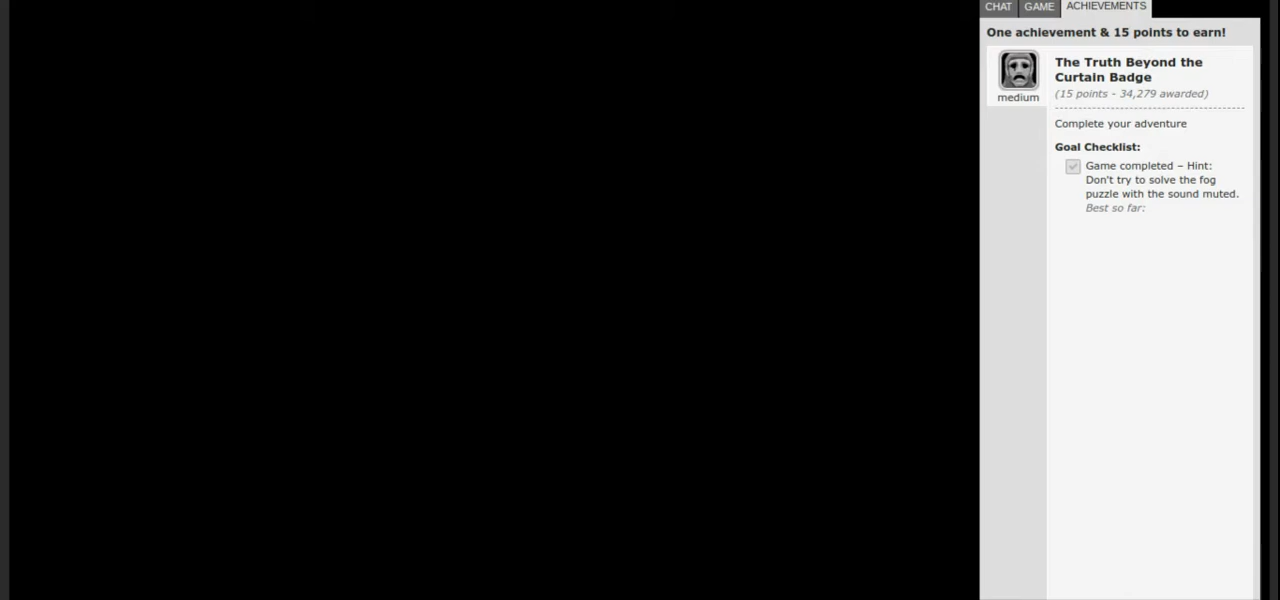 CHAT GAME ACHIEVEMENTS
One achievement & 15 points to earn!
The Truth Beyond the
Curtain Badge
medium
(15 points - 34,279 awarded)
Complete your adventure
Goal Checklist:
Game completed – Hint:
Don't try to solve the fog
puzzle with the sound muted.
Best so far: